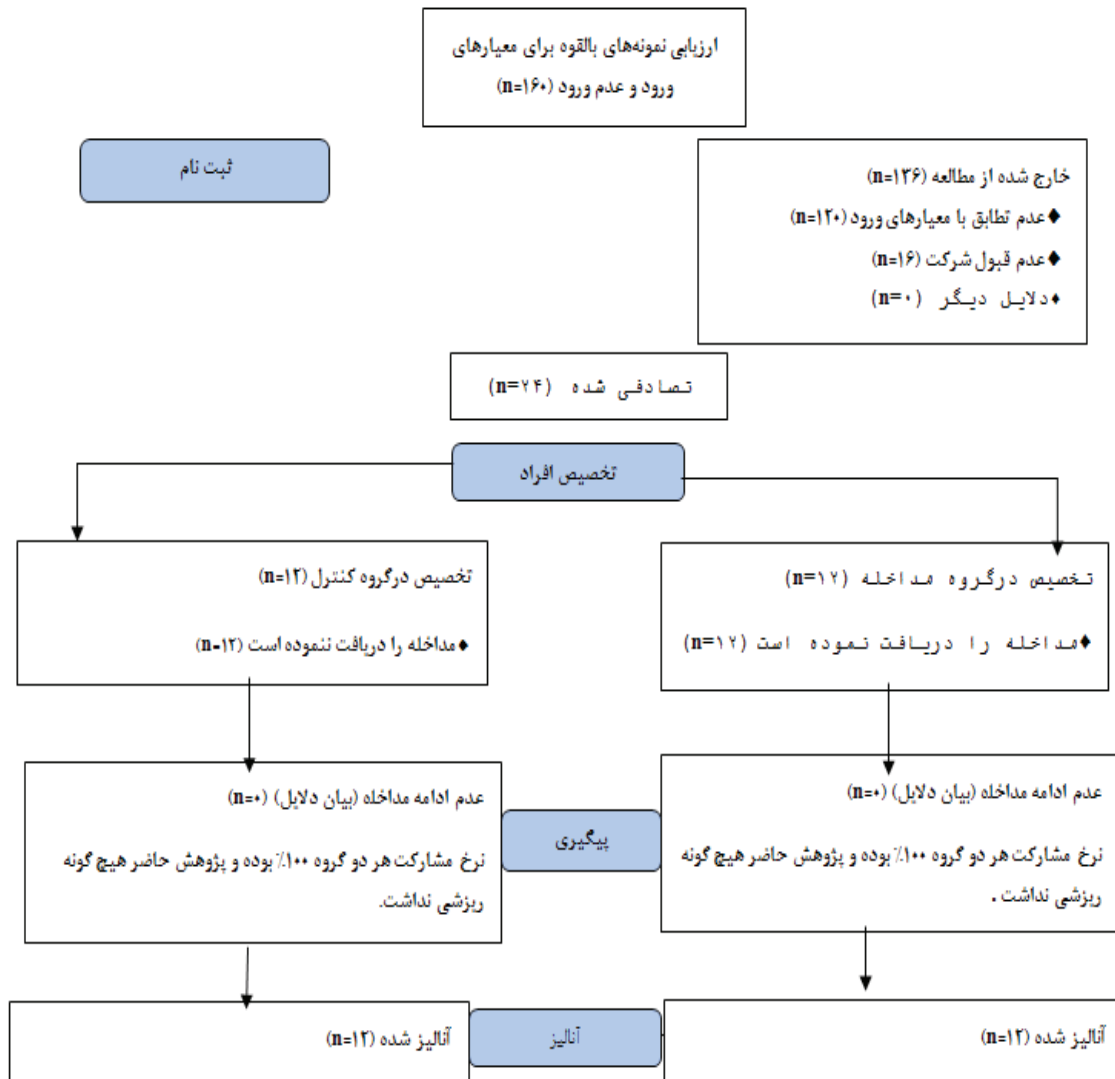 ارزیابی نمونه‌های بالقوه برای معیارهای
ورود و عدم ورود (n=۱۶۰)
ثبت نام
خارج شده از مطالعه (n=۱۳۶)
♦عدم تطابق با معیارهای ورود (n=۱۲۰)
♦عدم قبول شرکت (n=۱۶)
♦دلایل دیگر (n=۰)
تصادفی شده (n=۲۴)
تخصیص افراد
تخصیص درگروه مداخله (n=۱۲)
♦مداخله را دریافت نموده است (n=۱۲)
تخصیص درگروه کنترل (n=۱۲)
♦مداخله را دریافت ننموده است (n=۱۲)
عدم ادامه مداخله (بیان دلایل) (n=۰)
نرخ مشارکت هر دو گروه ۱۰۰٪ بوده و پژوهش حاضر هیچ گونه
ریزشی نداشت .
پیگیری
عدم ادامه مداخله (بیان دلایل) (n=۰)
نرخ مشارکت هر دو گروه ۱۰۰٪ بوده و پژوهش حاضر هیچ گونه
ریزشی نداشت.
آنالیز شده (n=۱۲)
آنالیز
آنالیز شده (n=۱۲)